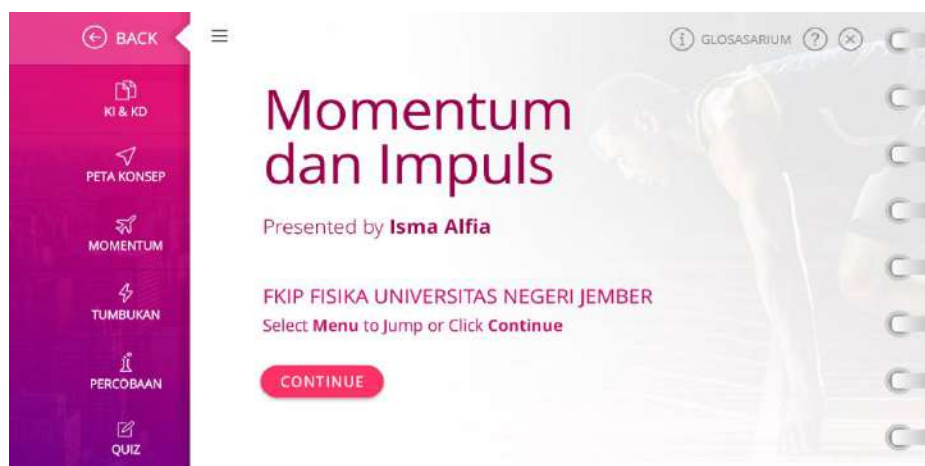 BACK
GLOSASARIUM
KI & KD
PETA KONSEP
MOMENTUM
TUMBUKAN
PERCOBAAN
QUIZ
Momentum
dan Impuls
Presented by Isma Alfia
FKIP FISIKA UNIVERSITAS NEGERI JEMBER
Select Menu to Jump or Click Continue
CONTINUE